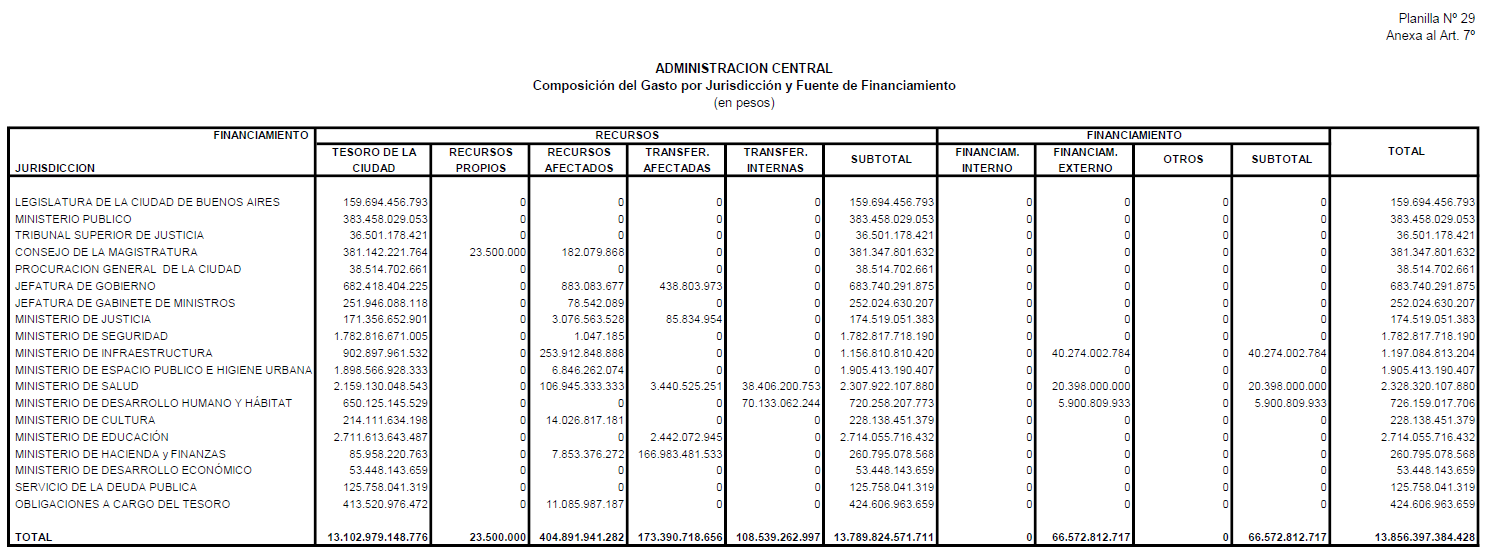 Planilla Nº 29
Anexa al Art. 7º
ADMINISTRACION CENTRAL
Composición del Gasto por Jurisdicción y Fuente de Financiamiento
(en pesos)
FINANCIAMIENTO RECURSOS FINANCIAMIENTO
JURISDICCION TESORO DE LA CIUDAD RECURSOS PROPIOS RECURSOS AFECTADOS TRANSFER. AFECTADAS TRANSFER. INTERNAS SUBTOTAL FINANCIAM. INTERNO FINANCIAM. EXTERNO OTROS SUBTOTAL TOTAL
LEGISLATURA DE LA CIUDAD DE BUENOS AIRES 159.694.456.793 0 0 0 0 159.694.456.793 0 0 0 0 159.694.456.793
MINISTERIO PUBLICO 383.458.029.053 0 0 0 0 383.458.029.053 0 0 0 0 383.458.029.053
TRIBUNAL SUPERIOR DE JUSTICIA 36.501.178.421 0 0 0 0 36.501.178.421 0 0 0 0 36.501.178.421
CONSEJO DE LA MAGISTRATURA 381.142.221.764 23.500.000 182.079.868 0 0 381.347.801.632 0 0 0 0 381.347.801.632
PROCURACION GENERAL DE LA CIUDAD 38.514.702.661 0 0 0 0 38.514.702.661 0 0 0 0 38.514.702.661
JEFATURA DE GOBIERNO 682.418.404.225 0 883.083.677 438.803.973 0 683.740.291.875 0 0 0 0 683.740.291.875
JEFATURA DE GABINETE DE MINISTROS 251.946.088.118 0 78.542.089 0 0 252.024.630.207 0 0 0 0 252.024.630.207
MINISTERIO DE JUSTICIA 171.356.652.901 0 3.076.563.528 85.834.954 0 174.519.051.383 0 0 0 0 174.519.051.383
MINISTERIO DE SEGURIDAD 1.782.816.671.005 0 1.047.185 0 0 1.782.817.718.190 0 0 0 0 1.782.817.718.190
MINISTERIO DE INFRAESTRUCTURA 902.897.961.532 0 253.912.848.888 0 0 1.156.810.810.420 0 40.274.002.784 0 40.274.002.784 1.197.084.813.204
MINISTERIO DE ESPACIO PUBLICO E HIGIENE URBANA 1.898.566.928.333 0 6.846.262.074 0 0 1.905.413.190.407 0 0 0 0 1.905.413.190.407
MINISTERIO DE SALUD 2.159.130.048.543 0 106.945.333.333 3.440.525.251 38.406.200.753 2.307.922.107.880 0 20.398.000.000 0 20.398.000.000 2.328.320.107.880
MINISTERIO DE DESARROLLO HUMANO Y HÁBITAT 650.125.145.529 0 0 0 70.133.062.244 720.258.207.773 0 5.900.809.933 0 5.900.809.933 726.159.017.706
MINISTERIO DE CULTURA 214.111.634.198 0 14.026.817.181 0 0 228.138.451.379 0 0 0 0 228.138.451.379
MINISTERIO DE EDUCACIÓN 2.711.613.643.487 0 0 2.442.072.945 0 2.714.055.716.432 0 0 0 0 2.714.055.716.432
MINISTERIO DE HACIENDA y FINANZAS 85.958.220.763 0 7.853.376.272 166.983.481.533 0 260.795.078.568 0 0 0 0 260.795.078.568
MINISTERIO DE DESARROLLO ECONÓMICO 53.448.143.659 0 0 0 0 53.448.143.659 0 0 0 0 53.448.143.659
SERVICIO DE LA DEUDA PUBLICA 125.758.041.319 0 0 0 0 125.758.041.319 0 0 0 0 125.758.041.319
OBLIGACIONES A CARGO DEL TESORO 413.520.976.472 0 11.085.987.187 0 0 424.606.963.659 0 0 0 0 424.606.963.659
TOTAL 13.102.979.148.776 23.500.000 404.891.941.282 173.390.718.656 108.539.262.997 13.789.824.571.711 0 66.572.812.717 0 66.572.812.717 13.856.397.384.428